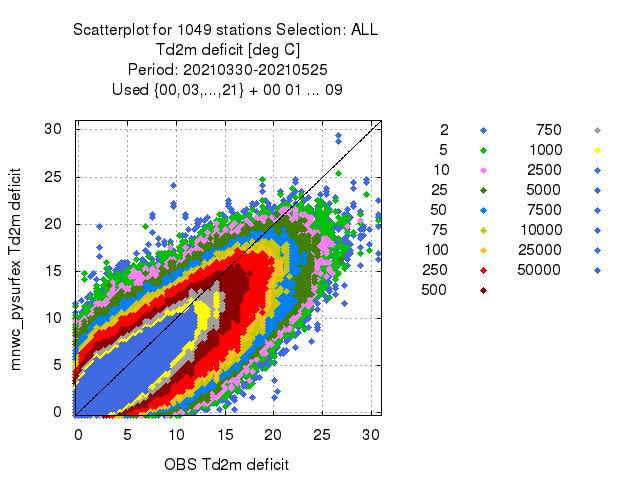 Scatterplot for 1049 stations Selection: ALL
Td2m deficit [deg C]
Period: 20210330-20210525
Used {00,03,...,21} + 00 01 ... 09
mnwc_pysurfex Td2m deficit
30
25
20
15
10
5
0
0 5 10 15 20 25 30
OBS Td2m deficit
2 750
5 1000
10 2500
25 5000
50 7500
75 10000
100 25000
250 50000
500